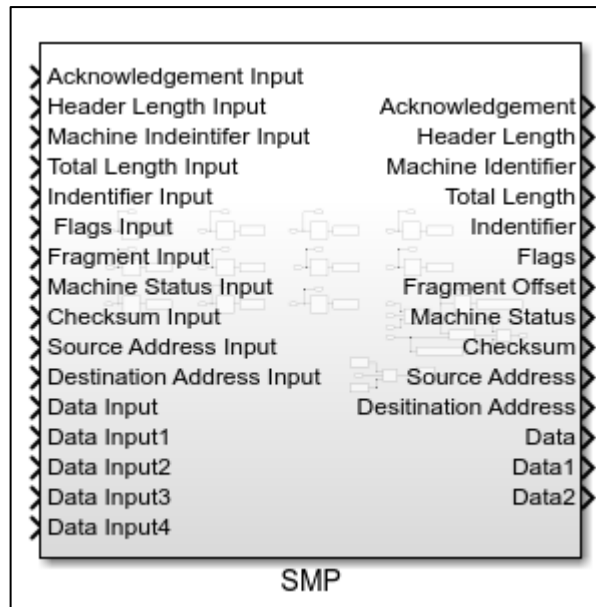 Acknowledgement Input
Header Length Input
Acknowledgement
Machine Indeintifer Input
Header Length
Total Length Input
Machine Identifier
Indentifier Input
Total Length
Flags Input
Indentifier
Fragment Input
Flags
Machine Status Input
Fragment Offset
Checksum Input
Machine Status
Source Address Input
Checksum
Destination Address Input
Source Address
Data Input
Desitination Address
Data Input1
Data
Data Input2
Data1
Data Input3
Data2
Data Input4
SMP